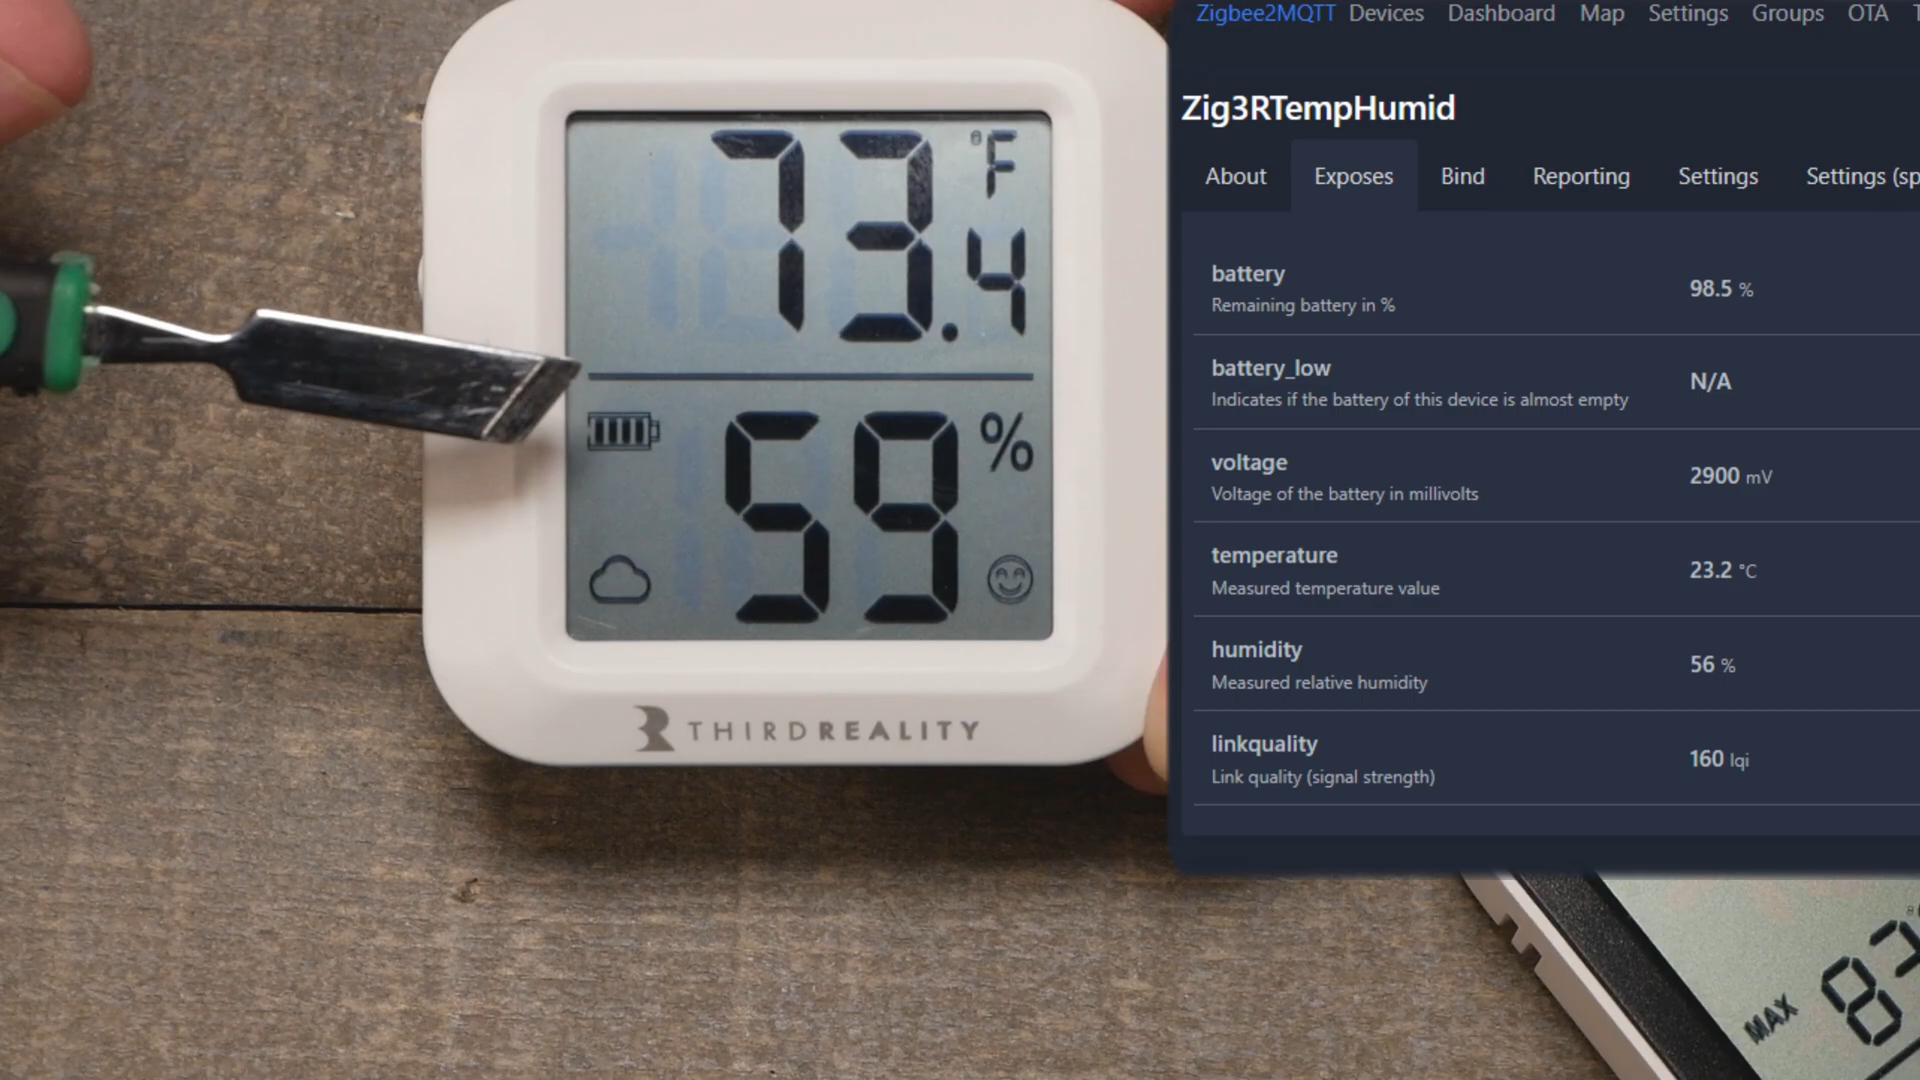 73.4 °F
59 %
THIRDREALITY
Zigbee2MQTT Devices Dashboard Map Settings Groups OTA
Zig3RTempHumid
About Exposes Bind Reporting Settings Settings (sp
battery
Remaining battery in %
98.5 %
battery_low
Indicates if the battery of this device is almost empty
N/A
voltage
Voltage of the battery in millivolts
2900 mV
temperature
Measured temperature value
23.2 °C
humidity
Measured relative humidity
56 %
linkquality
Link quality (signal strength)
160 lqi
MAX 8